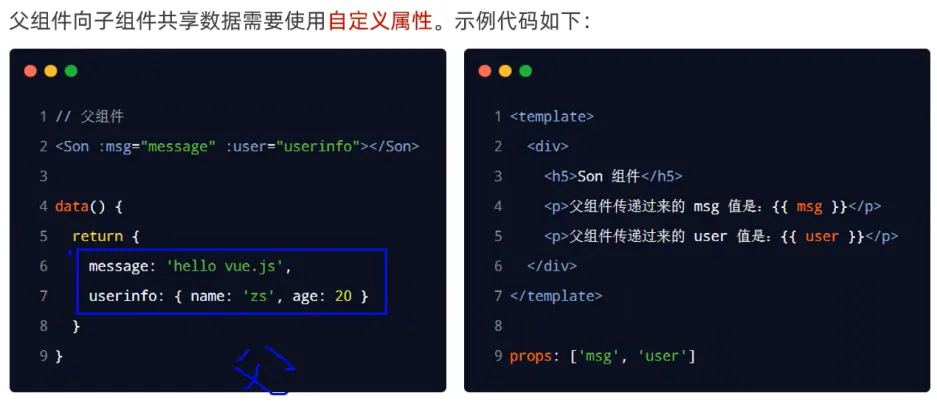 父组件向子组件共享数据需要使用自定义属性。示例代码如下：
1 // 父组件
2 <Son :msg="message" :user="userinfo"></Son>
3
4 data() {
5   return {
6     message: 'hello vue.js',
7     userinfo: { name: 'zs', age: 20 }
8   }
9 }
父
1 <template>
2   <div>
3     <h5>Son 组件</h5>
4     <p>父组件传递过来的 msg 值是：{{ msg }}</p>
5     <p>父组件传递过来的 user 值是：{{ user }}</p>
6   </div>
7 </template>
8
9 props: ['msg', 'user']